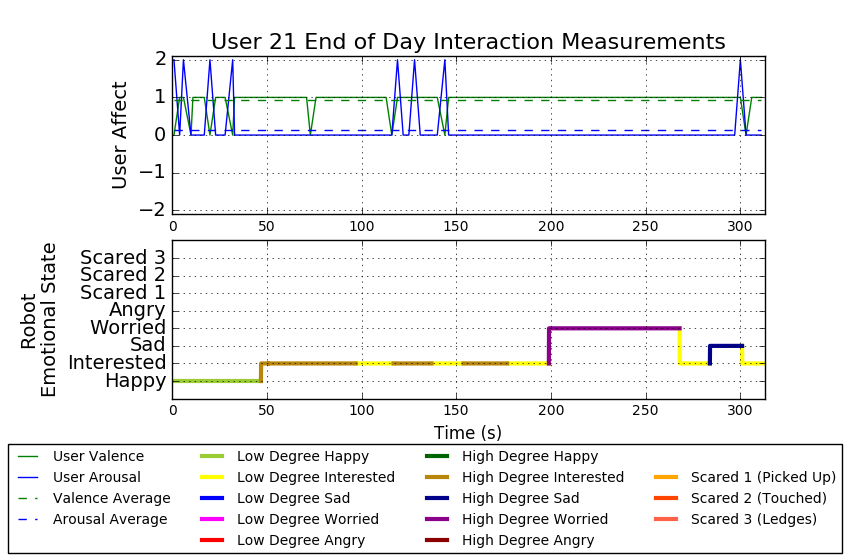 User 21 End of Day Interaction Measurements
User Affect
2
1
0
−1
−2
0 50 100 150 200 250 300
Robot
Emotional State
Scared 3
Scared 2
Scared 1
Angry
Worried
Sad
Interested
Happy
0 50 100 150 200 250 300
Time (s)
User Valence
User Arousal
Valence Average
Arousal Average
Low Degree Happy
Low Degree Interested
Low Degree Sad
Low Degree Worried
Low Degree Angry
High Degree Happy
High Degree Interested
High Degree Sad
High Degree Worried
High Degree Angry
Scared 1 (Picked Up)
Scared 2 (Touched)
Scared 3 (Ledges)